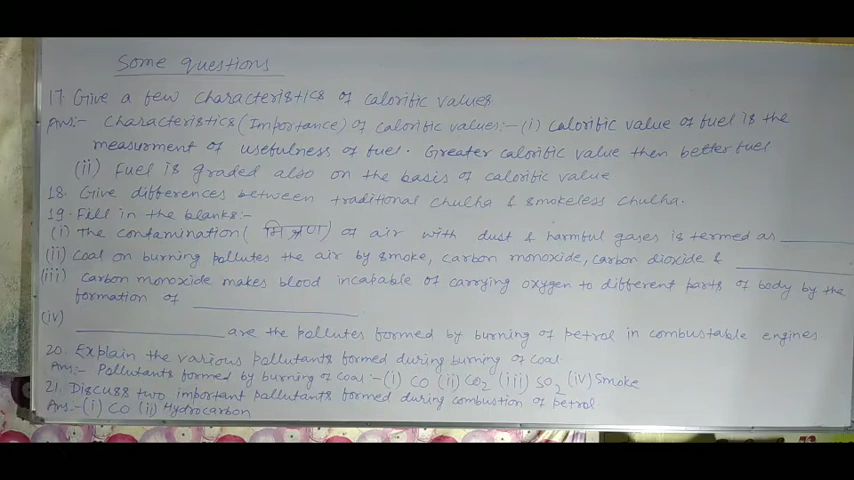 Some questions
17. Give a few characteristics of calorific values.
Ans:- Characteristics (Importance) of calorific values:- (i) calorific value of fuel is the
measurment of usefulness of fuel. Greater calorific value then better fuel
(ii) Fuel is graded also on the basis of calorific value
18. Give differences between traditional chulha & smokeless chulha.
19. Fill in the blanks:-
(i) The contamination ( मिश्रण ) of air with dust & harmful gases is termed as ______
(ii) Coal on burning pollutes the air by smoke, carbon monoxide, carbon dioxide & ______
(iii) Carbon monoxide makes blood incapable of carrying oxygen to different parts of body by the
formation of ______
(iv) ______ are the pollutes formed by burning of petrol in combustable engines
20. Explain the various pollutants formed during burning of coal.
Ans:- Pollutants formed by burning of coal:- (i) CO (ii) CO2 (iii) SO2 (iv) Smoke
21. Discuss two important pollutants formed during combustion of petrol.
Ans:- (i) CO (ii) Hydrocarbon